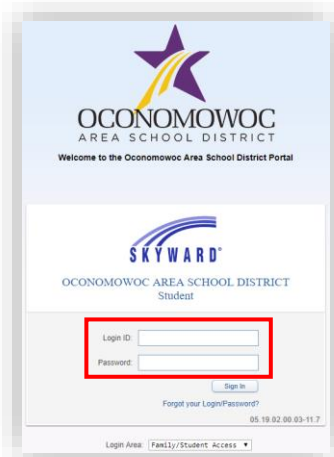 OCONOMOWOC
AREA SCHOOL DISTRICT
Welcome to the Oconomowoc Area School District Portal
SKYWARD®
OCONOMOWOC AREA SCHOOL DISTRICT
Student
Login ID:
Password:
Sign In
Forgot your Login/Password?
05.19.02.00.03-11.7
Login Area: Family/Student Access